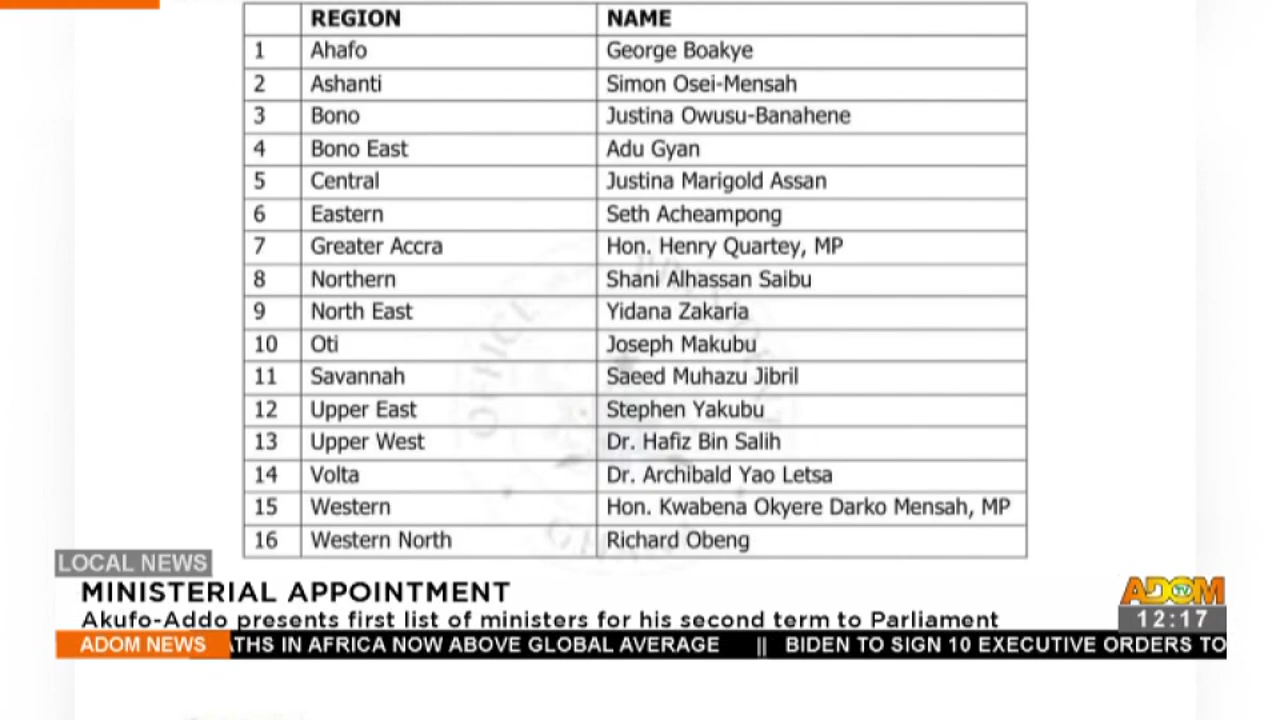 REGION NAME
1 Ahafo George Boakye
2 Ashanti Simon Osei-Mensah
3 Bono Justina Owusu-Banahene
4 Bono East Adu Gyan
5 Central Justina Marigold Assan
6 Eastern Seth Acheampong
7 Greater Accra Hon. Henry Quartey, MP
8 Northern Shani Alhassan Saibu
9 North East Yidana Zakaria
10 Oti Joseph Makubu
11 Savannah Saeed Muhazu Jibril
12 Upper East Stephen Yakubu
13 Upper West Dr. Hafiz Bin Salih
14 Volta Dr. Archibald Yao Letsa
15 Western Hon. Kwabena Okyere Darko Mensah, MP
16 Western North Richard Obeng
LOCAL NEWS
MINISTERIAL APPOINTMENT
Akufo-Addo presents first list of ministers for his second term to Parliament
ADOM TV
12:17
ADOM NEWS THS IN AFRICA NOW ABOVE GLOBAL AVERAGE || BIDEN TO SIGN 10 EXECUTIVE ORDERS TO